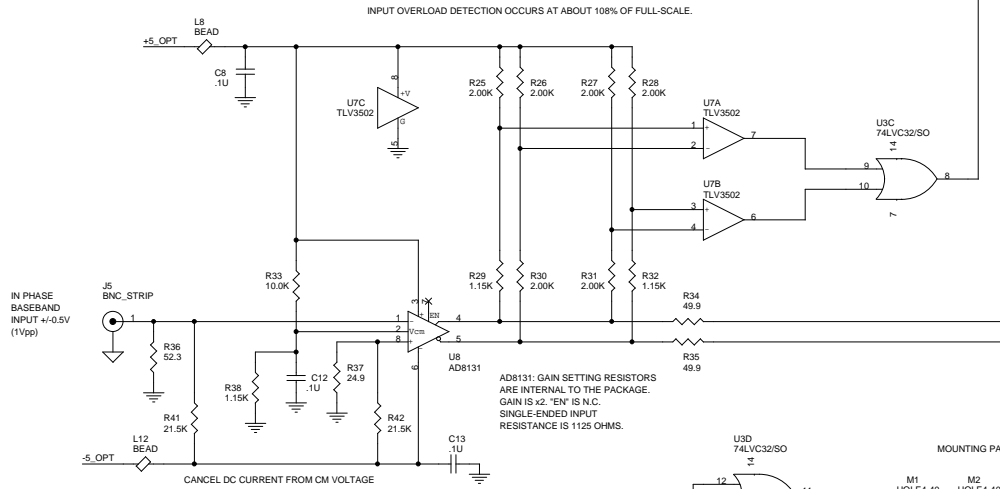 INPUT OVERLOAD DETECTION OCCURS AT ABOUT 108% OF FULL-SCALE.
L8
BEAD
+5_OPT
C8
.1U
8
+V
U7C
TLV3502
G
5
R25
2.00K
R26
2.00K
R27
2.00K
R28
2.00K
U7A
TLV3502
1
+
2
-
7
U7B
TLV3502
3
+
4
-
6
U3C
74LVC32/SO
14
9
10
8
7
R33
10.0K
R29
1.15K
R30
2.00K
R31
2.00K
R32
1.15K
IN PHASE
BASEBAND
INPUT +/-0.5V
(1Vpp)
J5
BNC_STRIP
1
3
7
EN
1
2
Vcm
8
4
5
6
U8
AD8131
R34
49.9
R35
49.9
R36
52.3
R38
1.15K
C12
.1U
R37
24.9
R41
21.5K
R42
21.5K
AD8131: GAIN SETTING RESISTORS
ARE INTERNAL TO THE PACKAGE.
GAIN IS x2. "EN" IS N.C.
SINGLE-ENDED INPUT
RESISTANCE IS 1125 OHMS.
L12
BEAD
-5_OPT
C13
.1U
CANCEL DC CURRENT FROM CM VOLTAGE
U3D
74LVC32/SO
14
12
MOUNTING PA
M1
M2